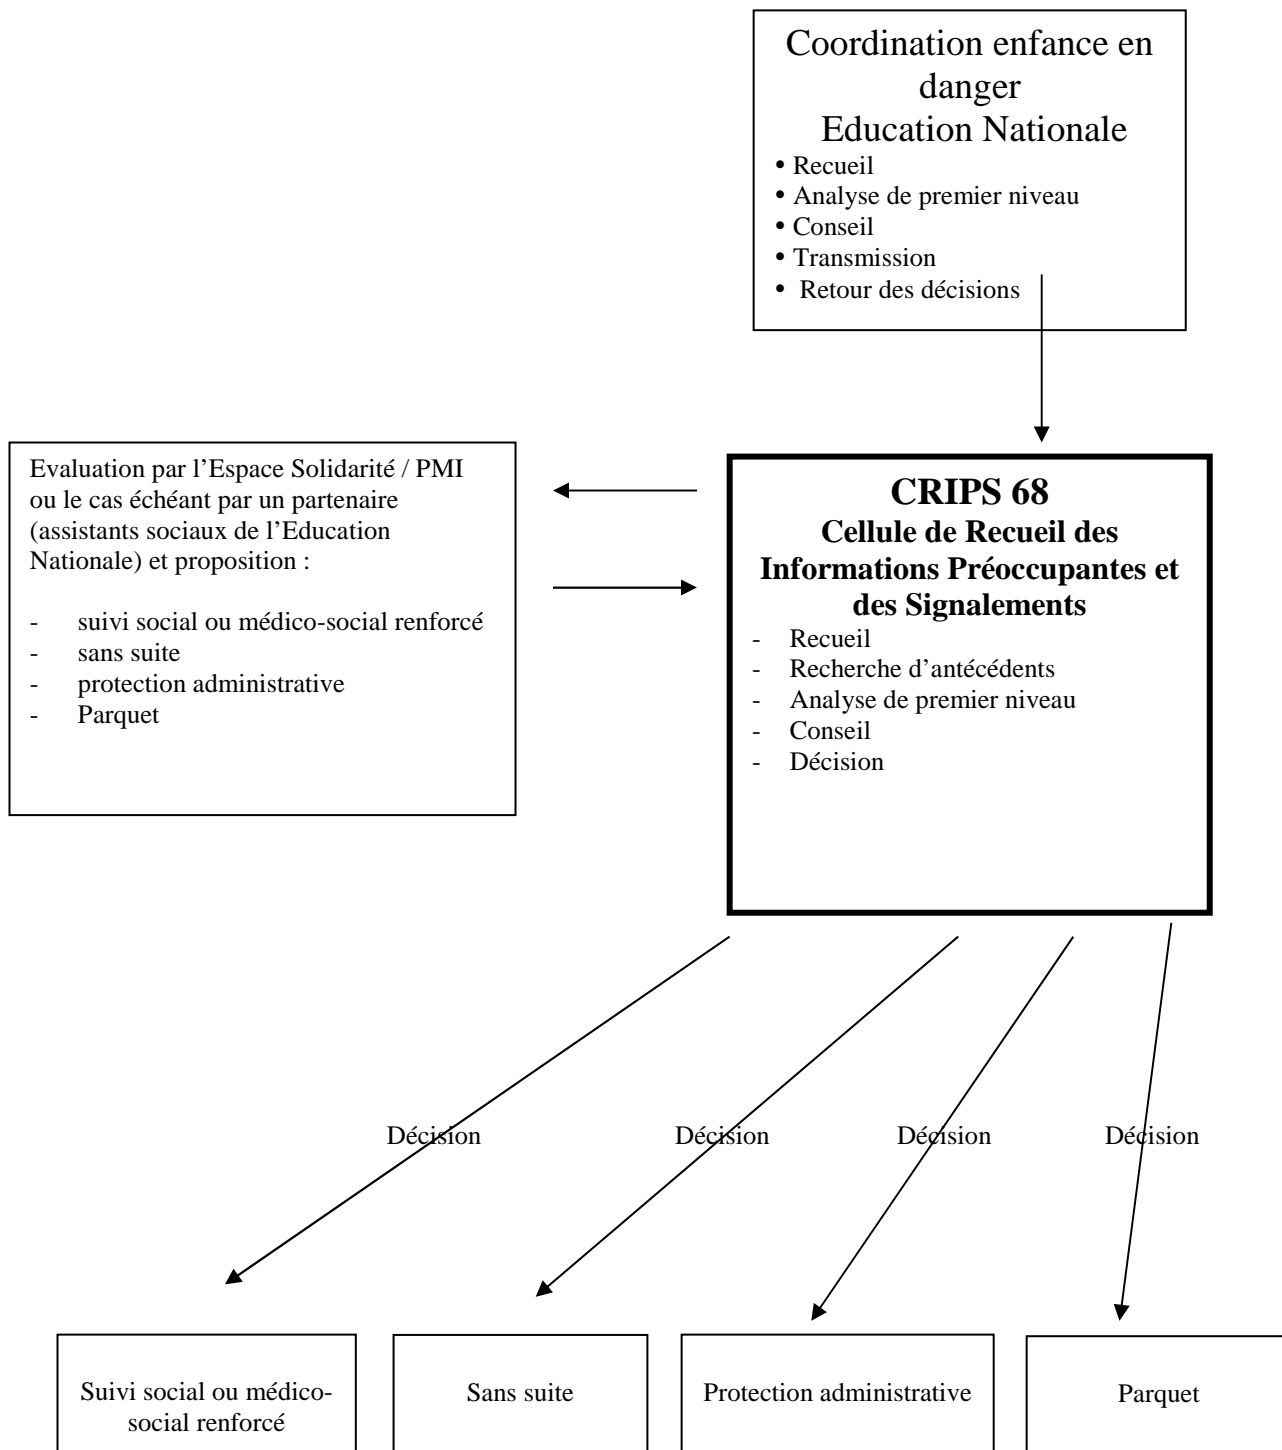 Coordination enfance en
danger
Education Nationale
• Recueil
• Analyse de premier niveau
• Conseil
• Transmission
• Retour des décisions
Evaluation par l’Espace Solidarité / PMI
ou le cas échéant par un partenaire
(assistants sociaux de l’Education
Nationale) et proposition :
- suivi social ou médico-social renforcé
- sans suite
- protection administrative
- Parquet
CRIPS 68
Cellule de Recueil des
Informations Préoccupantes et
des Signalements
- Recueil
- Recherche d’antécédents
- Analyse de premier niveau
- Conseil
- Décision
Décision
Décision
Décision
Décision
Suivi social ou médico-
social renforcé
Sans suite
Protection administrative
Parquet